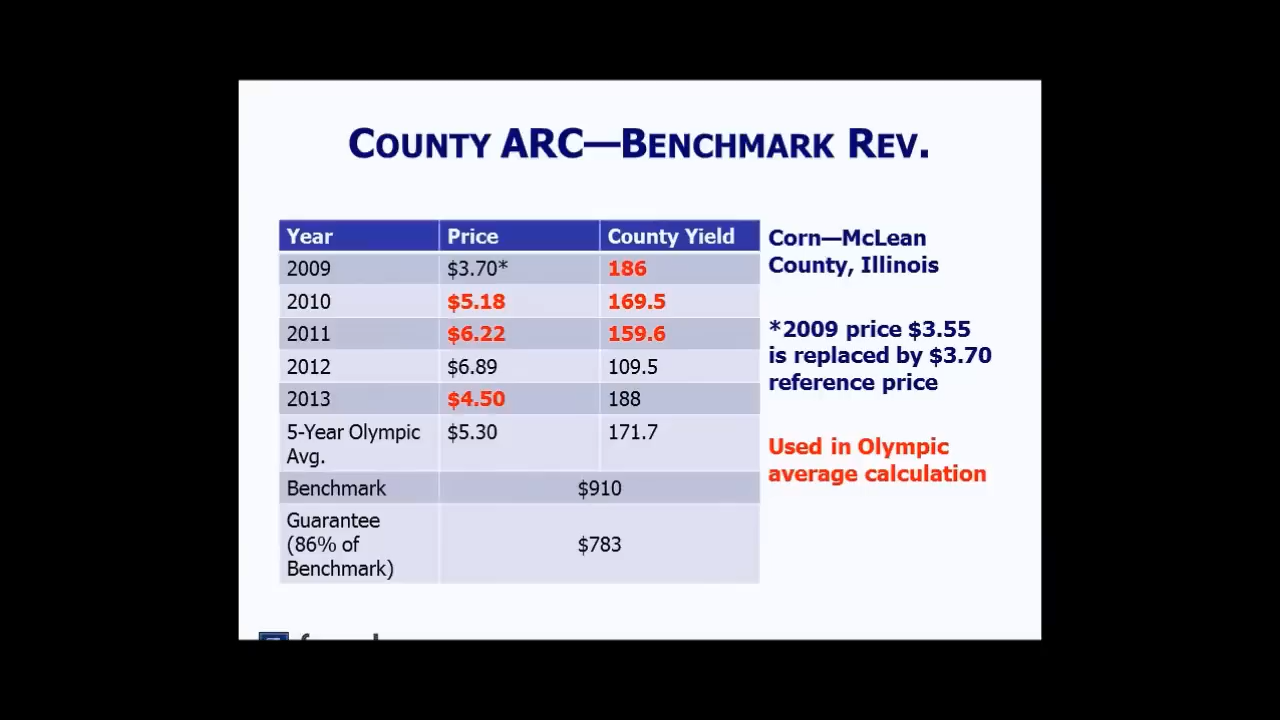 COUNTY ARC—BENCHMARK REV.
Year Price County Yield
2009 $3.70* 186
2010 $5.18 169.5
2011 $6.22 159.6
2012 $6.89 109.5
2013 $4.50 188
5-Year Olympic $5.30 171.7
Avg.
Benchmark $910
Guarantee
(86% of $783
Benchmark)
Corn—McLean
County, Illinois
*2009 price $3.55
is replaced by $3.70
reference price
Used in Olympic
average calculation